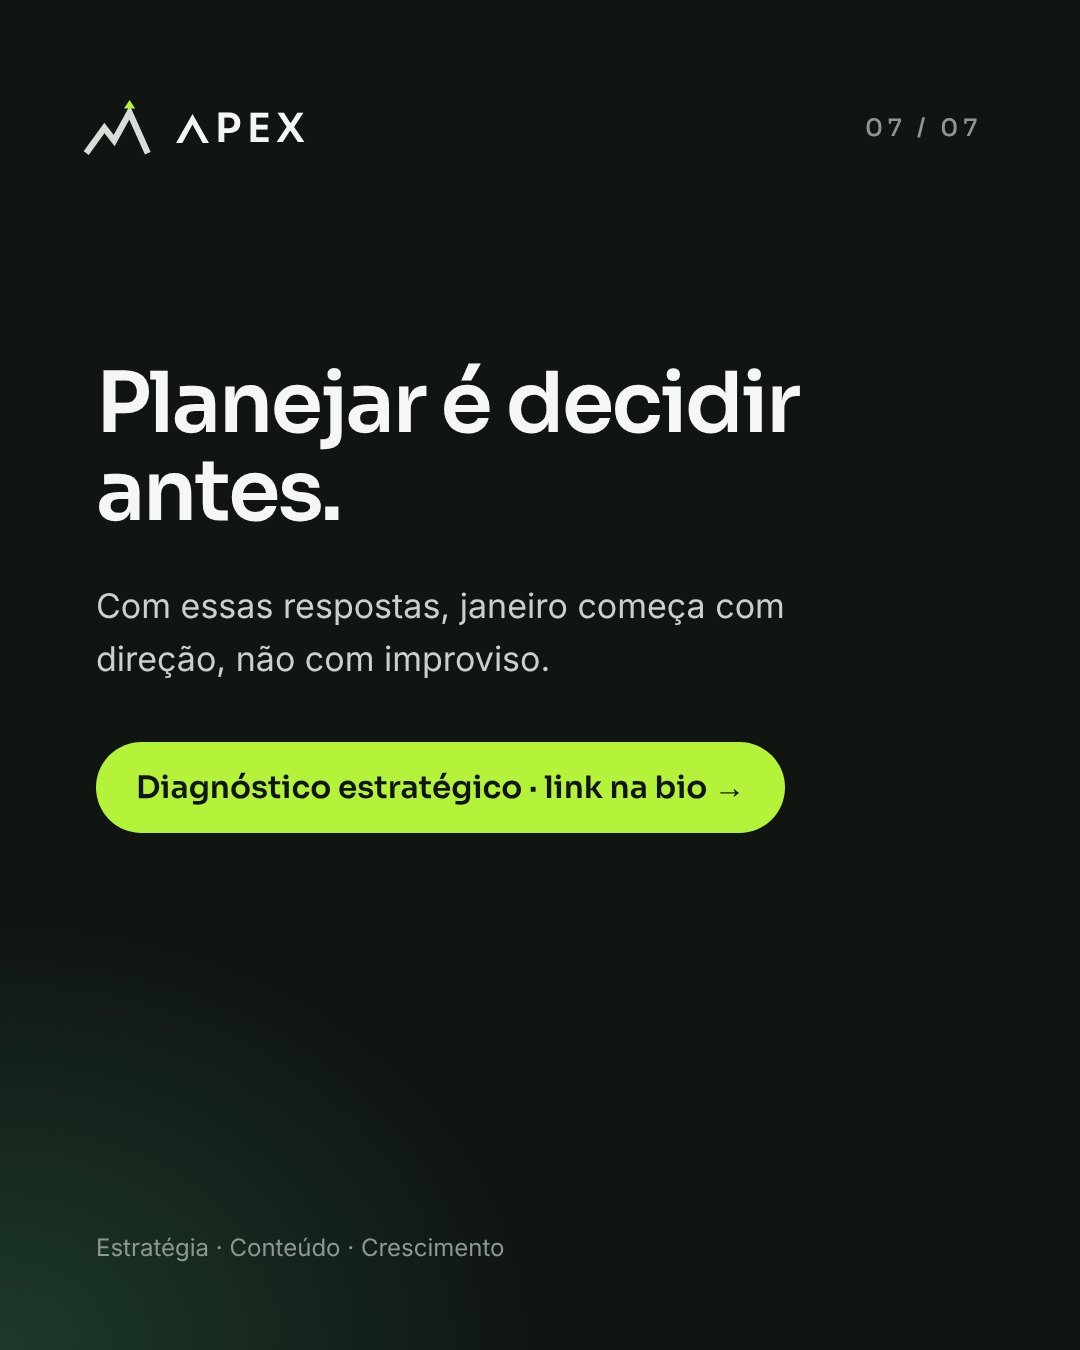 APEX
07 / 07
Planejar é decidir
antes.
Com essas respostas, janeiro começa com
direção, não com improviso.
Diagnóstico estratégico · link na bio →
Estratégia · Conteúdo · Crescimento